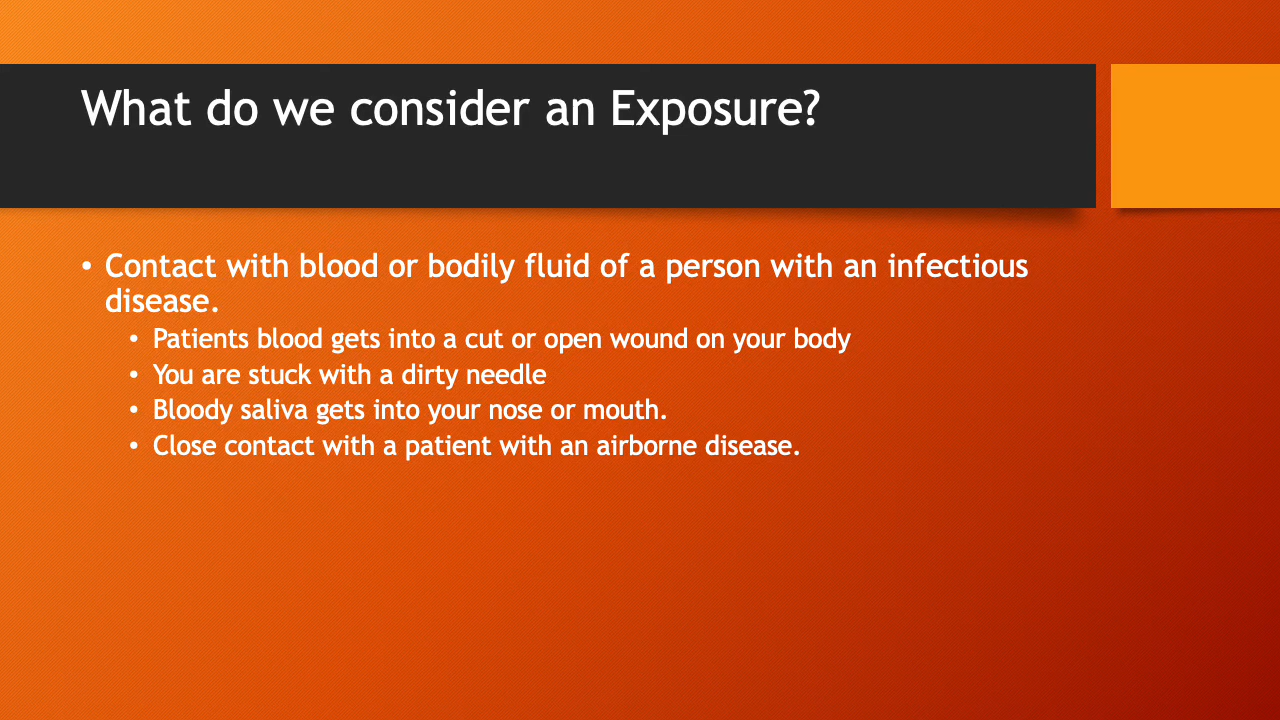 What do we consider an Exposure?
• Contact with blood or bodily fluid of a person with an infectious
disease.
• Patients blood gets into a cut or open wound on your body
• You are stuck with a dirty needle
• Bloody saliva gets into your nose or mouth.
• Close contact with a patient with an airborne disease.